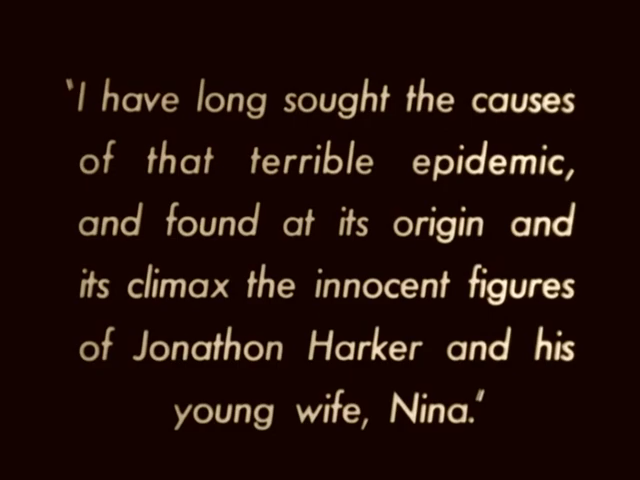 "I have long sought the causes
of that terrible epidemic,
and found at its origin and
its climax the innocent figures
of Jonathon Harker and his
young wife, Nina."